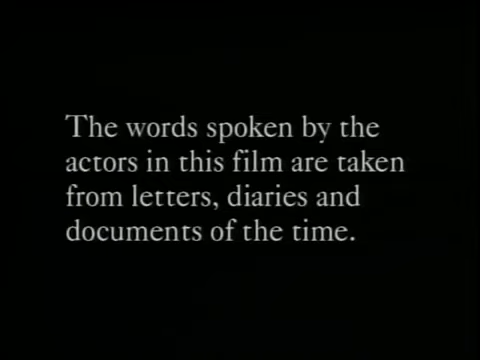 The words spoken by the
actors in this film are taken
from letters, diaries and
documents of the time.